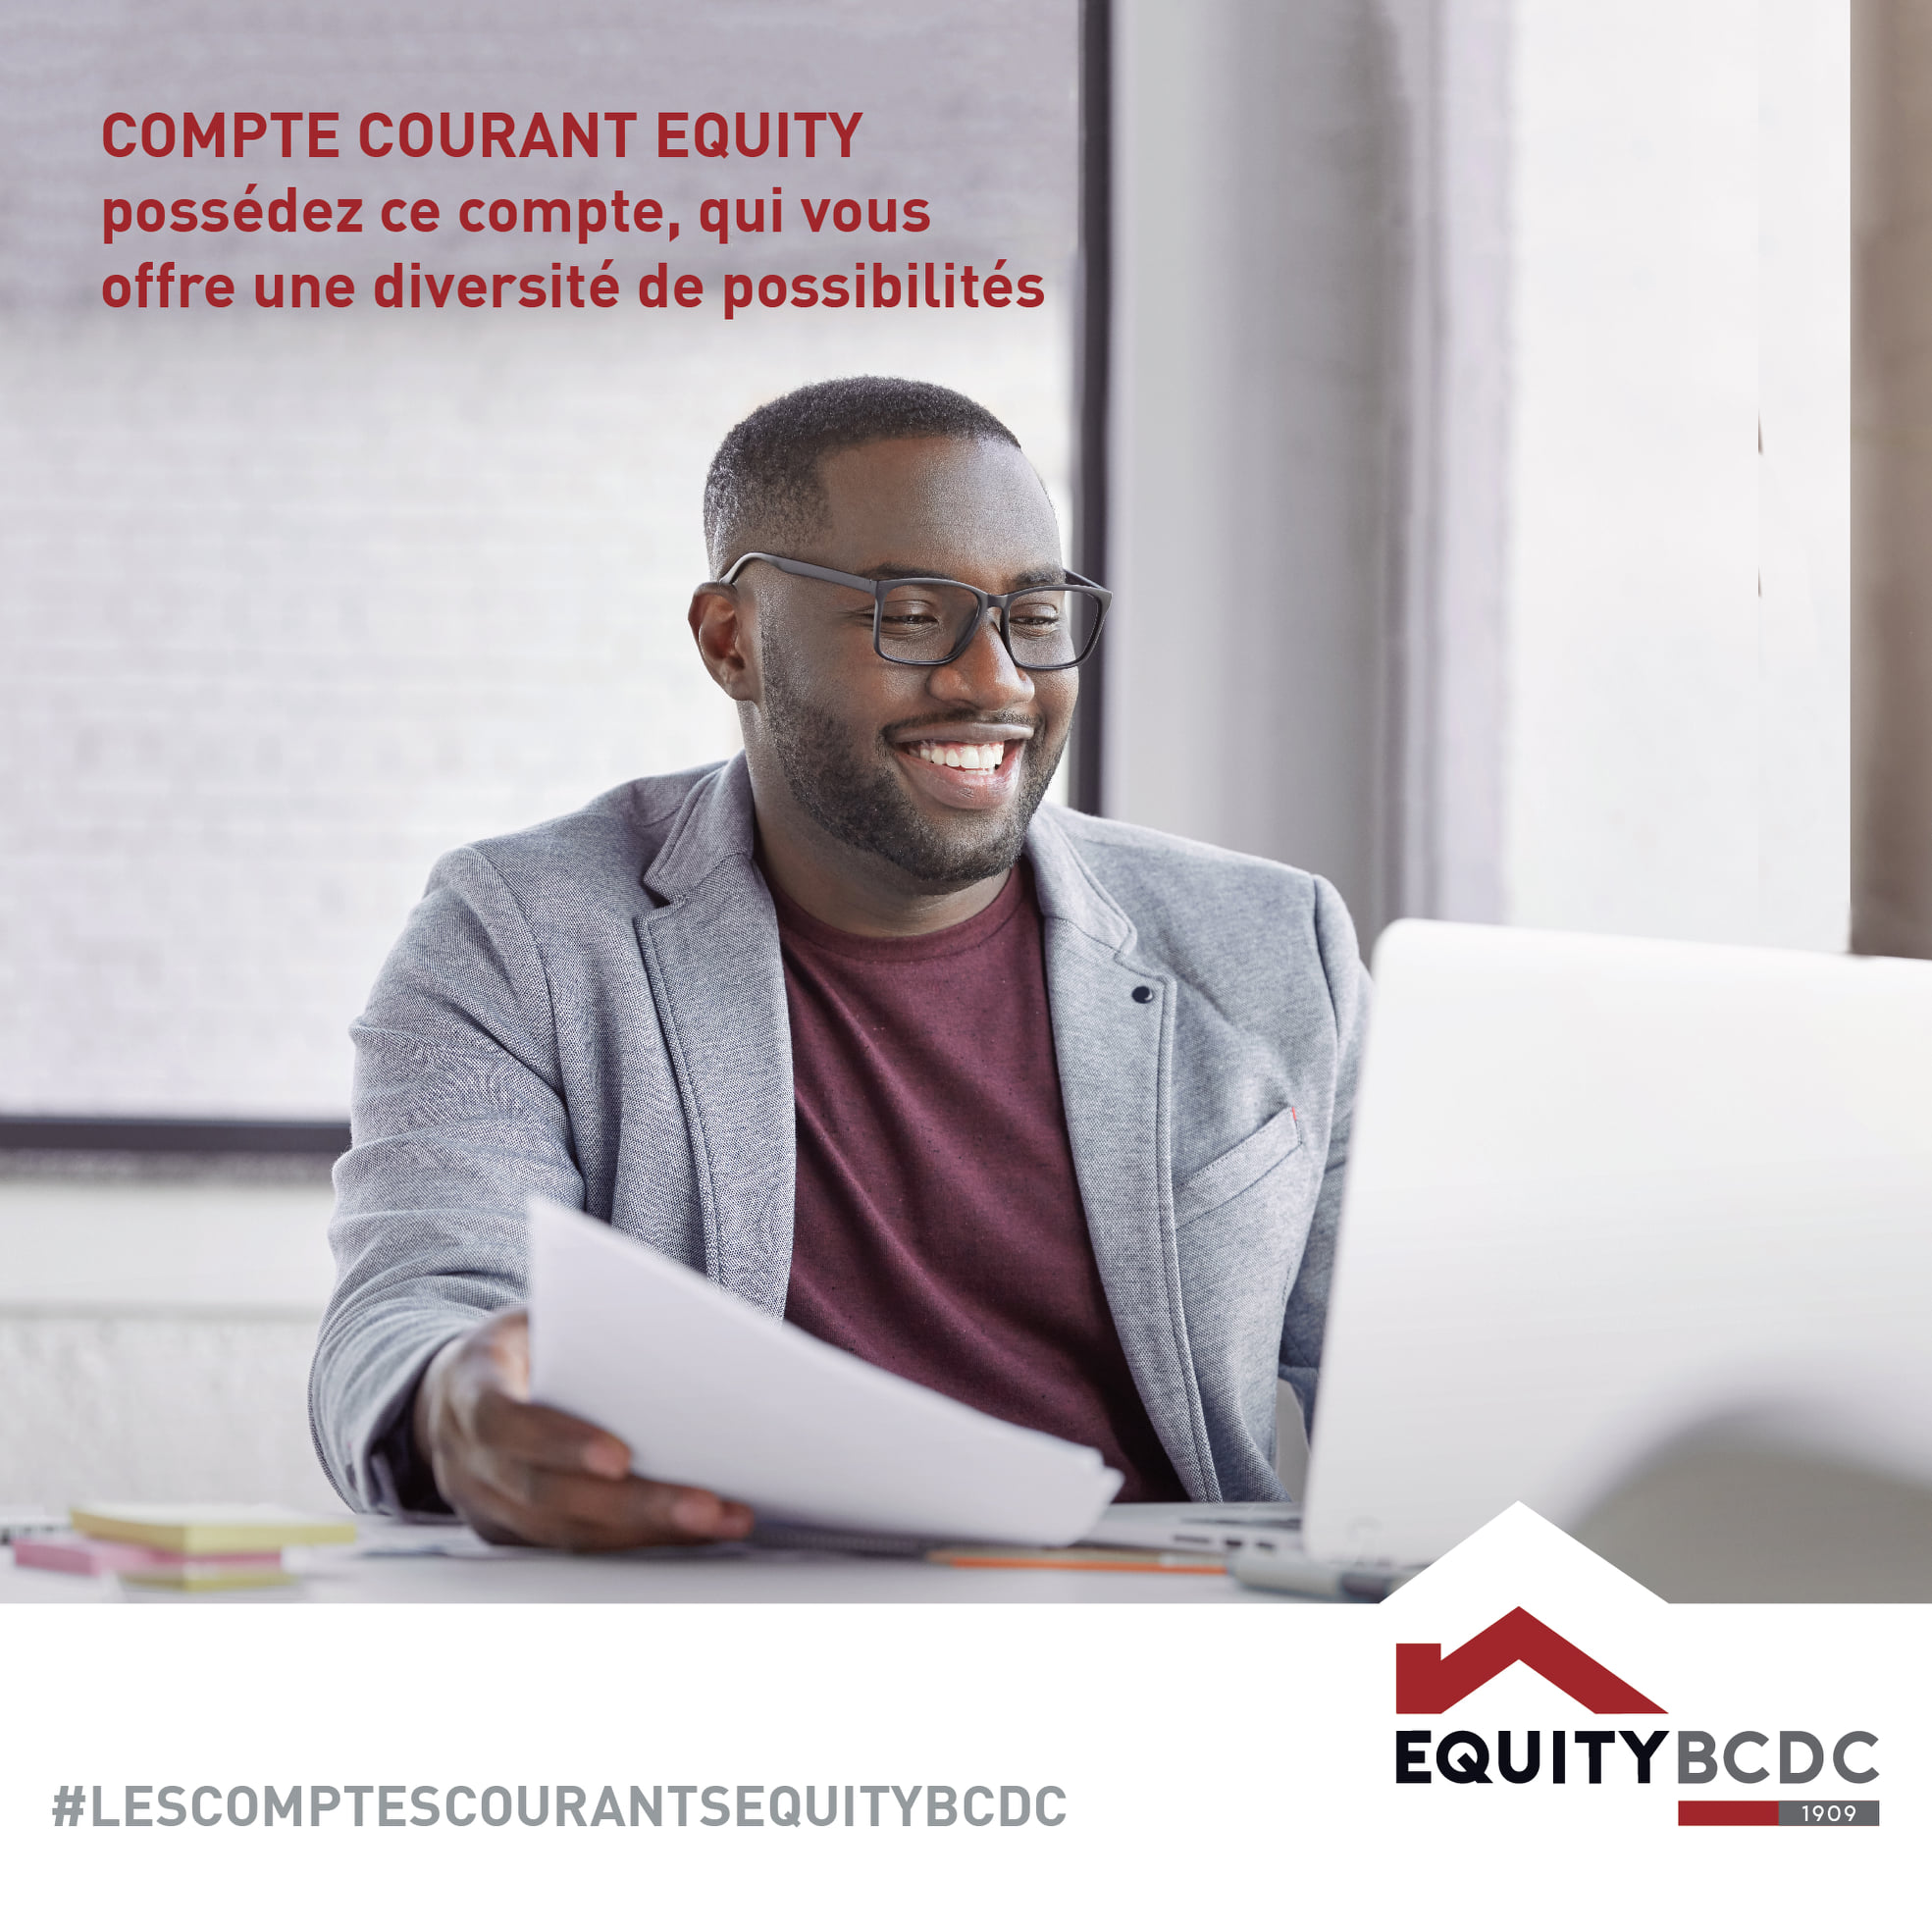 COMPTE COURANT EQUITY
possédez ce compte, qui vous
offre une diversité de possibilités
#LESCOMPTESCOURANTSEQUITYBCDC
EQUITYBCDC
1909